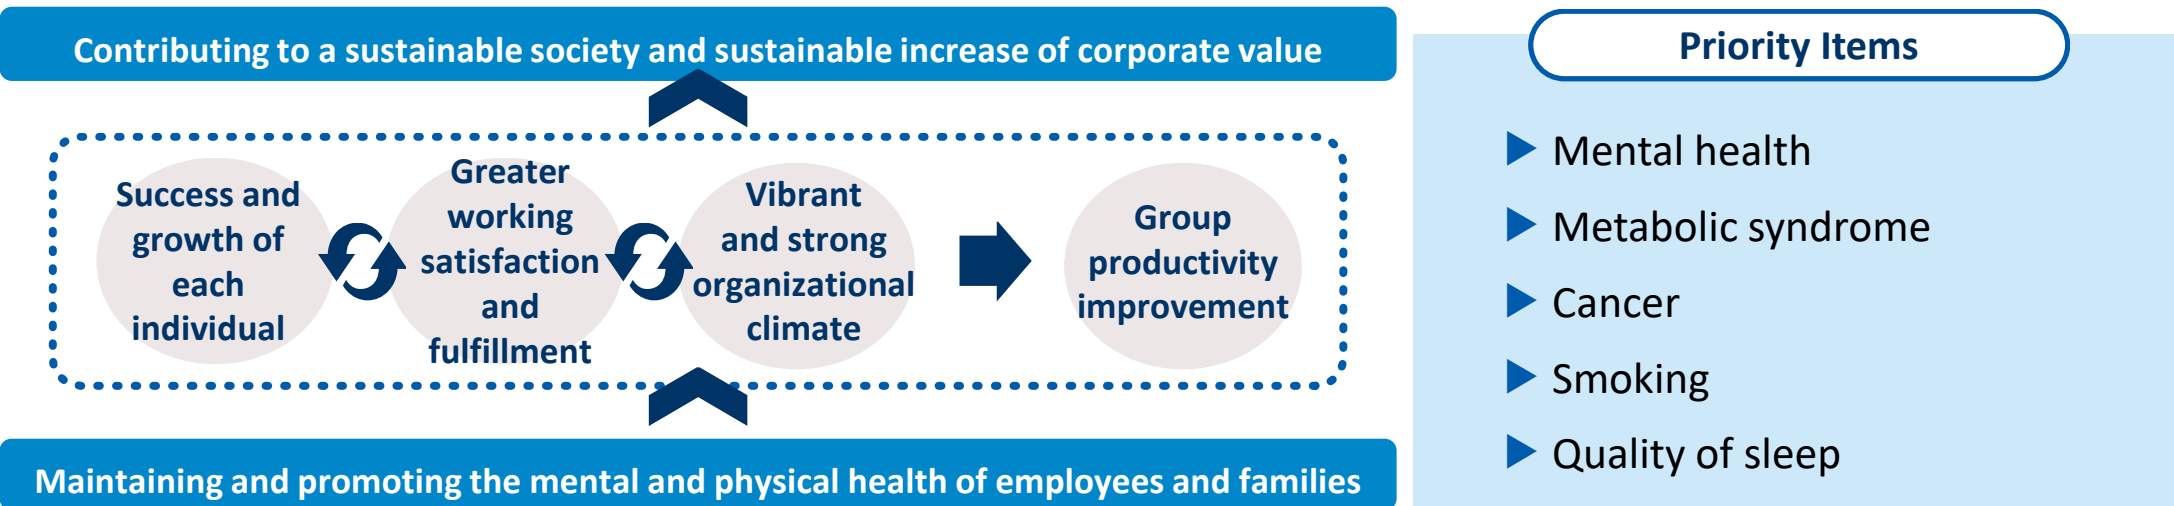 Contributing to a sustainable society and sustainable increase of corporate value
Success and
growth of
each
individual
Greater
working
satisfaction
and
fulfillment
Vibrant
and strong
organizational
climate
Group
productivity
improvement
Maintaining and promoting the mental and physical health of employees and families
Priority Items
Mental health
Metabolic syndrome
Cancer
Smoking
Quality of sleep